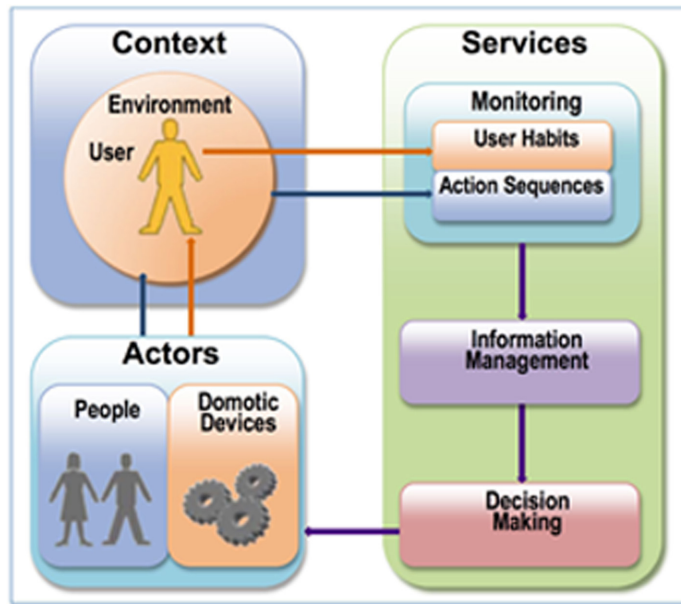 Context
Environment
User
Services
Monitoring
User Habits
Action Sequences
Information
Management
Decision
Making
Actors
People
Domotic
Devices